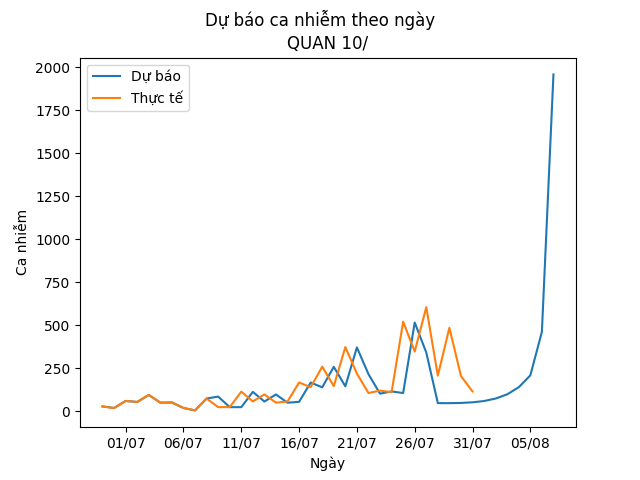 Dự báo ca nhiễm theo ngày
QUAN 10/
Dự báo
Thực tế
Ca nhiễm
2000
1750
1500
1250
1000
750
500
250
0
01/07 06/07 11/07 16/07 21/07 26/07 31/07 05/08
Ngày